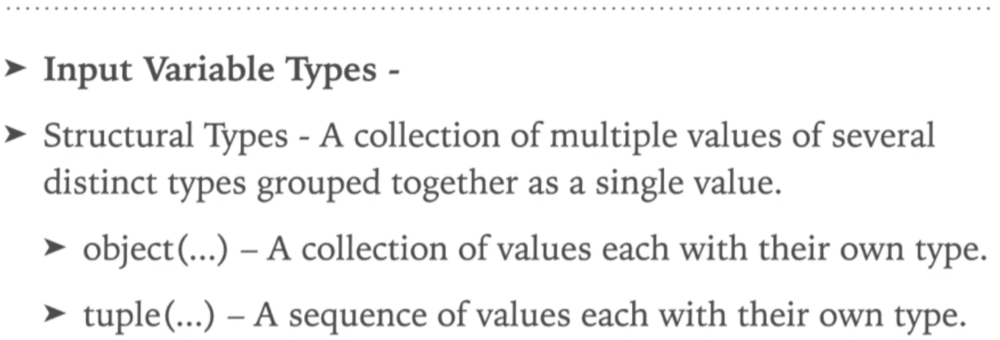 ➤ Input Variable Types -
➤ Structural Types - A collection of multiple values of several
distinct types grouped together as a single value.
➤ object(...) – A collection of values each with their own type.
➤ tuple(...) – A sequence of values each with their own type.